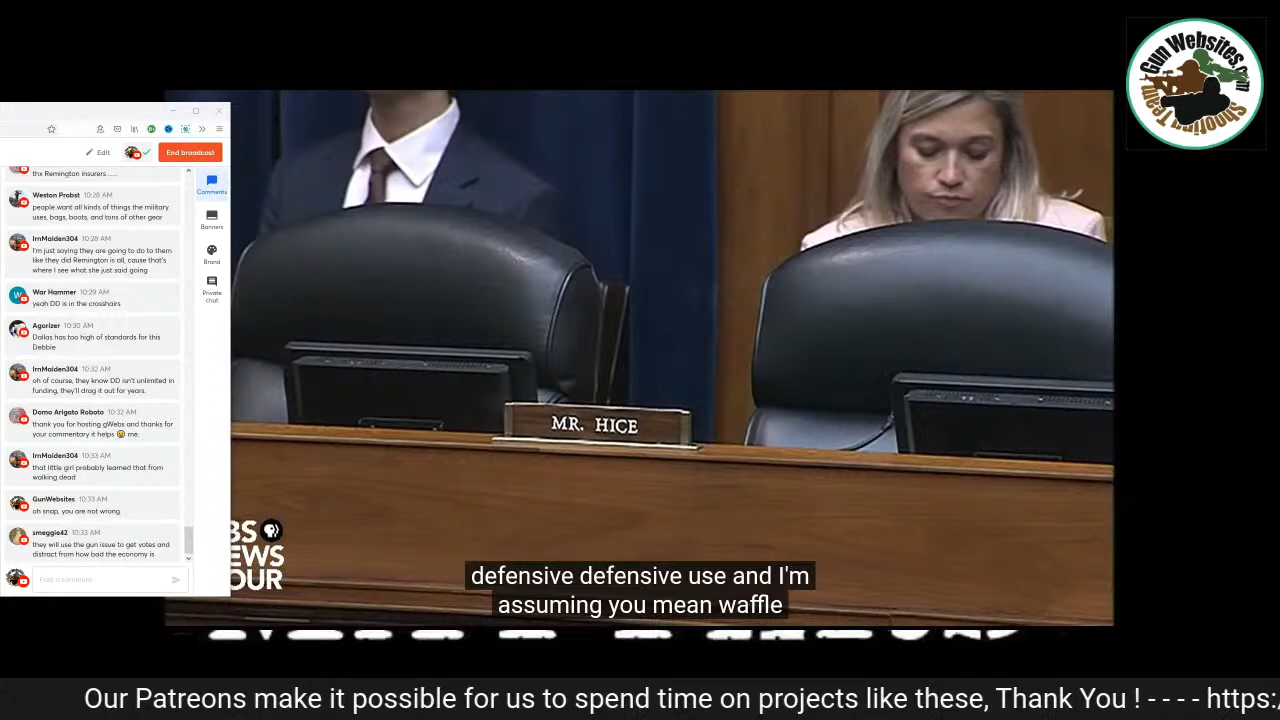 Gun Websites.com
Shooting Team
Edit
End broadcast
thx Remington insurers .....
Weston Probst 10:28 AM
people want all kinds of things the military
uses, bags, boots, and tons of other gear
IrnMaiden304 10:28 AM
I'm just saying they are going to do to them
like they did Remington is all, cause that's
where I see what she just said going
War Hammer 10:29 AM
yeah DD is in the crosshairs
Agorizer 10:30 AM
Dallas has too high of standards for this
Debbie
IrnMaiden304 10:32 AM
oh of course, they know DD isn't unlimited in
funding, they'll drag it out for years.
Domo Arigato Roboto 10:32 AM
thank you for hosting gWebs and thanks for
your commentary it helps 😟 me.
IrnMaiden304 10:33 AM
that little girl probably learned that from
walking dead
GunWebsites 10:33 AM
oh snap, you are not wrong
smeggie42 10:33 AM
they will use the gun issue to get votes and
distract from how bad the economy is
Post a comment
Comments
Banners
Brand
Private
chat
MR. HICE
BS
EWS
OUR
defensive defensive use and I'm
assuming you mean waffle
Our Patreons make it possible for us to spend time on projects like these, Thank You ! - - - - https:/